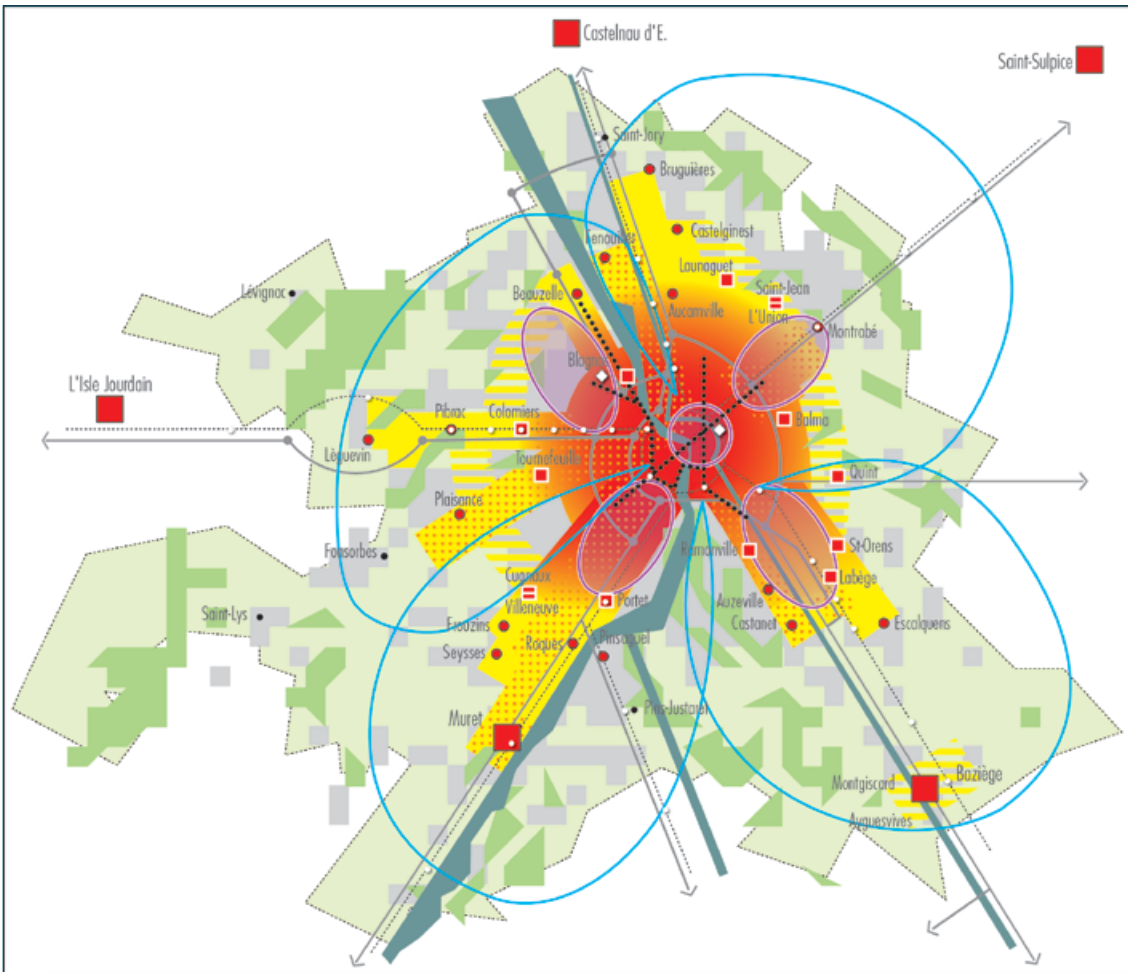 Castelnau d'E.
Saint-Sulpice
Saint-Jory
Bruguières
Castelginest
Fenouillet
Launaguet
Lévignac
Beauzelle
Saint-Jean
L'Union
Aucamville
Montrabé
Blagnac
L'Isle Jourdain
Pibrac
Colomiers
Balma
Lèguevin
Tournefeuille
Quint
Plaisance
Fonsorbes
Ramonville
St-Orens
Cugnaux
Labège
Villeneuve
Portet
Auzeville
Saint-Lys
Frouzins
Castanet
Escalquens
Roques
Pinsaguel
Seysses
Pins-Justaret
Muret
Montgiscard
Baziège
Ayguesvives